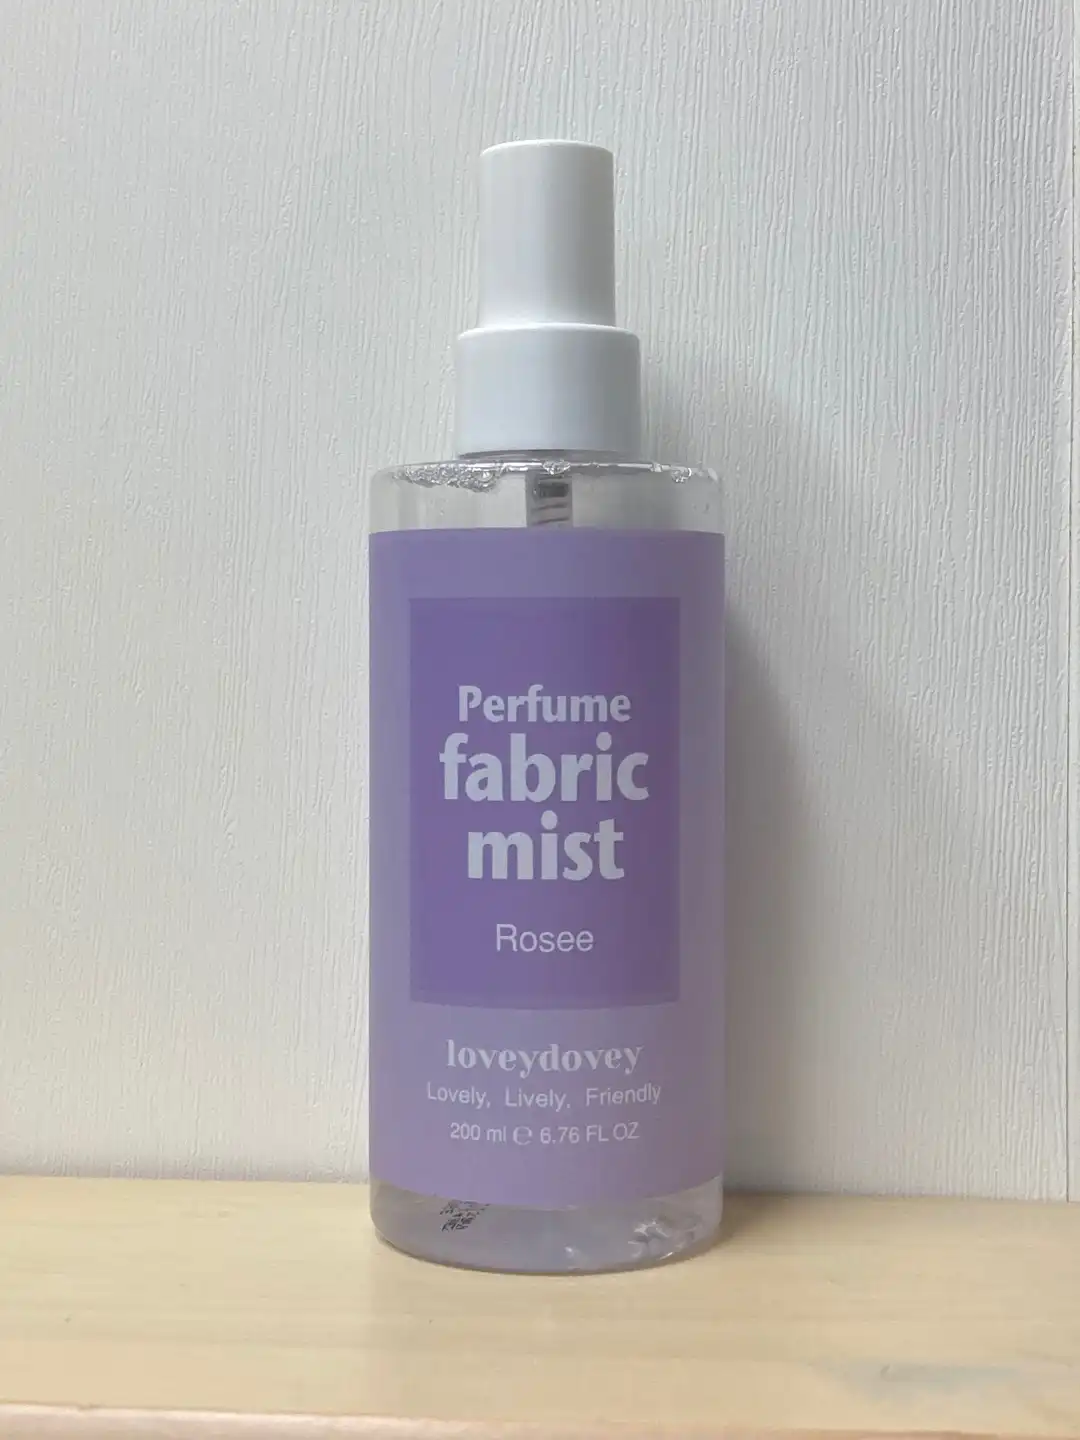 Perfume
fabric
mist
Rosee
loveydovey
Lovely, Lively, Friendly
200 ml ℮ 6.76 FL OZ